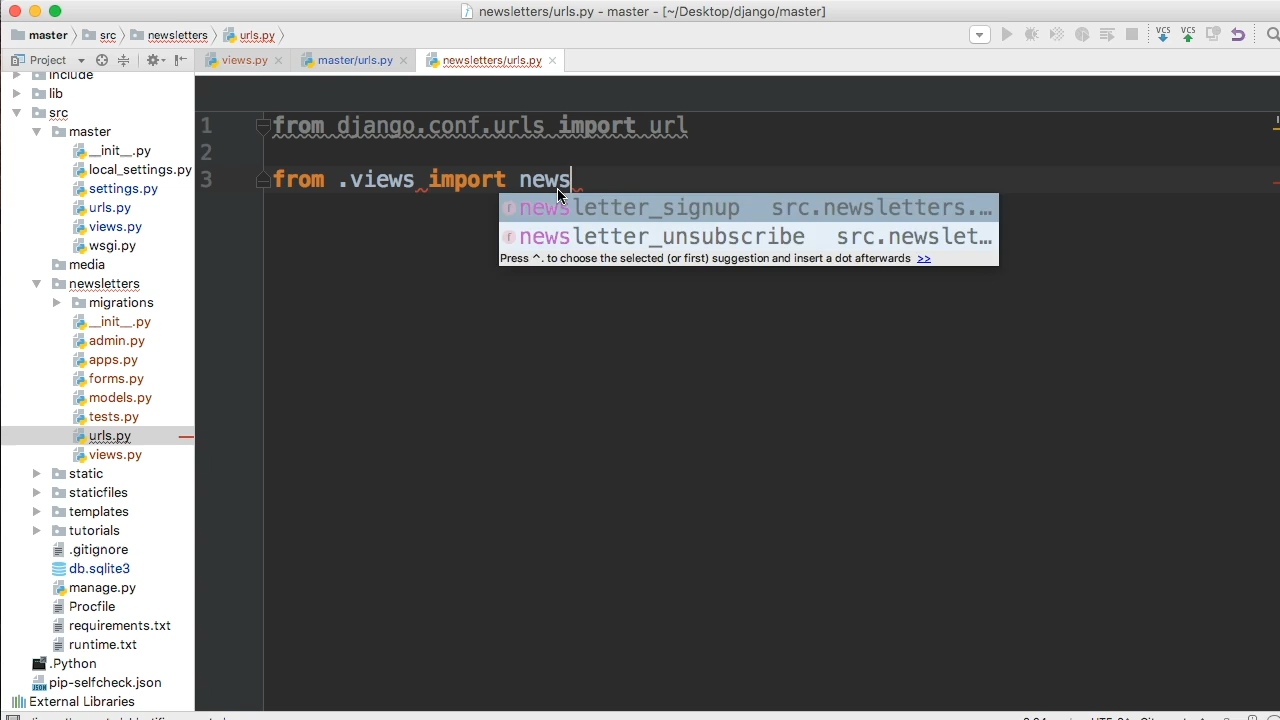 newsletters/urls.py - master - [~/Desktop/django/master]
master src newsletters urls.py
VCS VCS
Project views.py master/urls.py newsletters/urls.py
include
lib
src
master
__init__.py
local_settings.py
settings.py
urls.py
views.py
wsgi.py
media
newsletters
migrations
__init__.py
admin.py
apps.py
forms.py
models.py
tests.py
urls.py
views.py
static
staticfiles
templates
tutorials
.gitignore
db.sqlite3
manage.py
Procfile
requirements.txt
runtime.txt
.Python
pip-selfcheck.json
External Libraries
1 from django.conf.urls import url
2
3 from .views import news
newsletter_signup src.newsletters.…
newsletter_unsubscribe src.newslet…
Press ^. to choose the selected (or first) suggestion and insert a dot afterwards >>